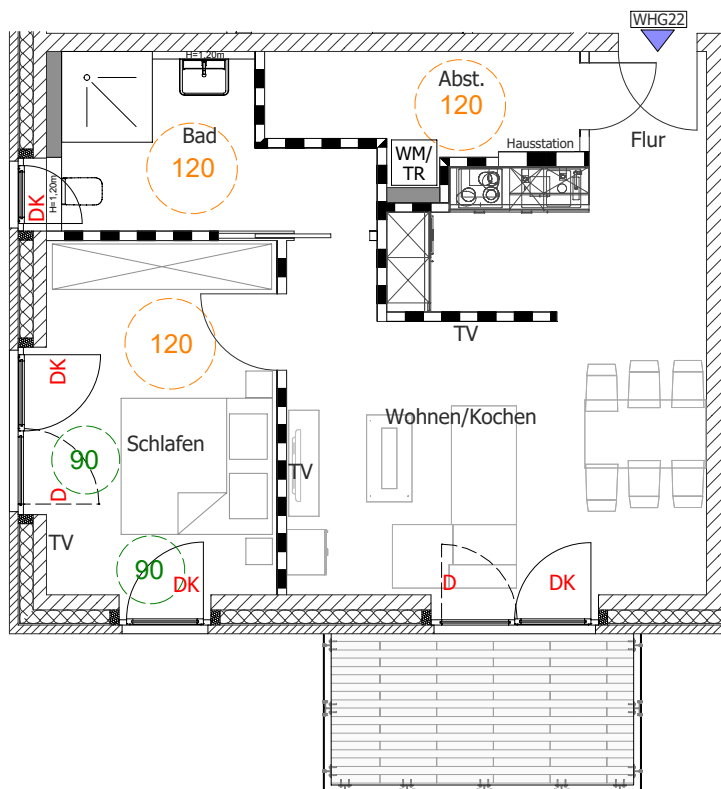 WHG22
H=1,20m
Abst.
120
Bad
120
Hausstation
Flur
WM/
TR
DK
H=1,20m
120
TV
DK
Wohnen/Kochen
Schlafen
90
TV
D
TV
90
DK
D
DK